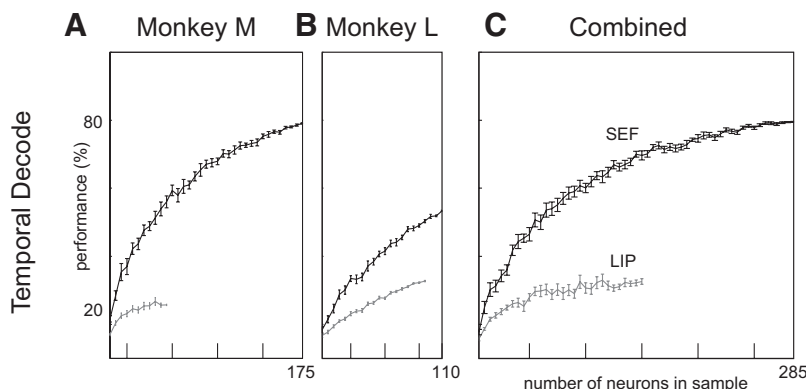 A Monkey M
B Monkey L
C Combined
Temporal Decode
performance (%)
80
20
SEF
LIP
175
110
number of neurons in sample
285